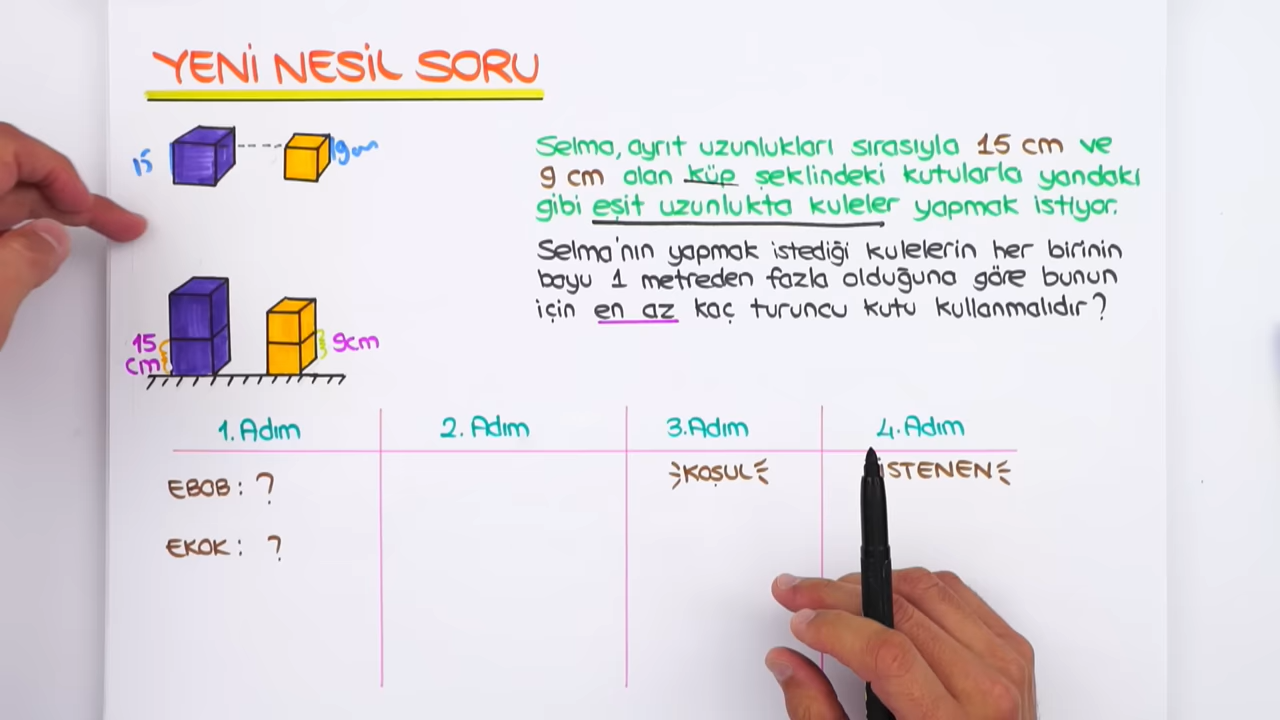 YENİ NESİL SORU
15
9cm
Selma, ayrıt uzunlukları sırasıyla 15 cm ve
9 cm olan küp şeklindeki kutularla yandaki
gibi eşit uzunlukta kuleler yapmak istiyor.
Selma'nın yapmak istediği kulelerin her birinin
boyu 1 metreden fazla olduğuna göre bunun
için en az kaç turuncu kutu kullanmalıdır?
15
cm
9cm
1. Adım
2. Adım
3. Adım
4. Adım
EBOB: ?
KOŞUL
İSTENEN
EKOK: ?